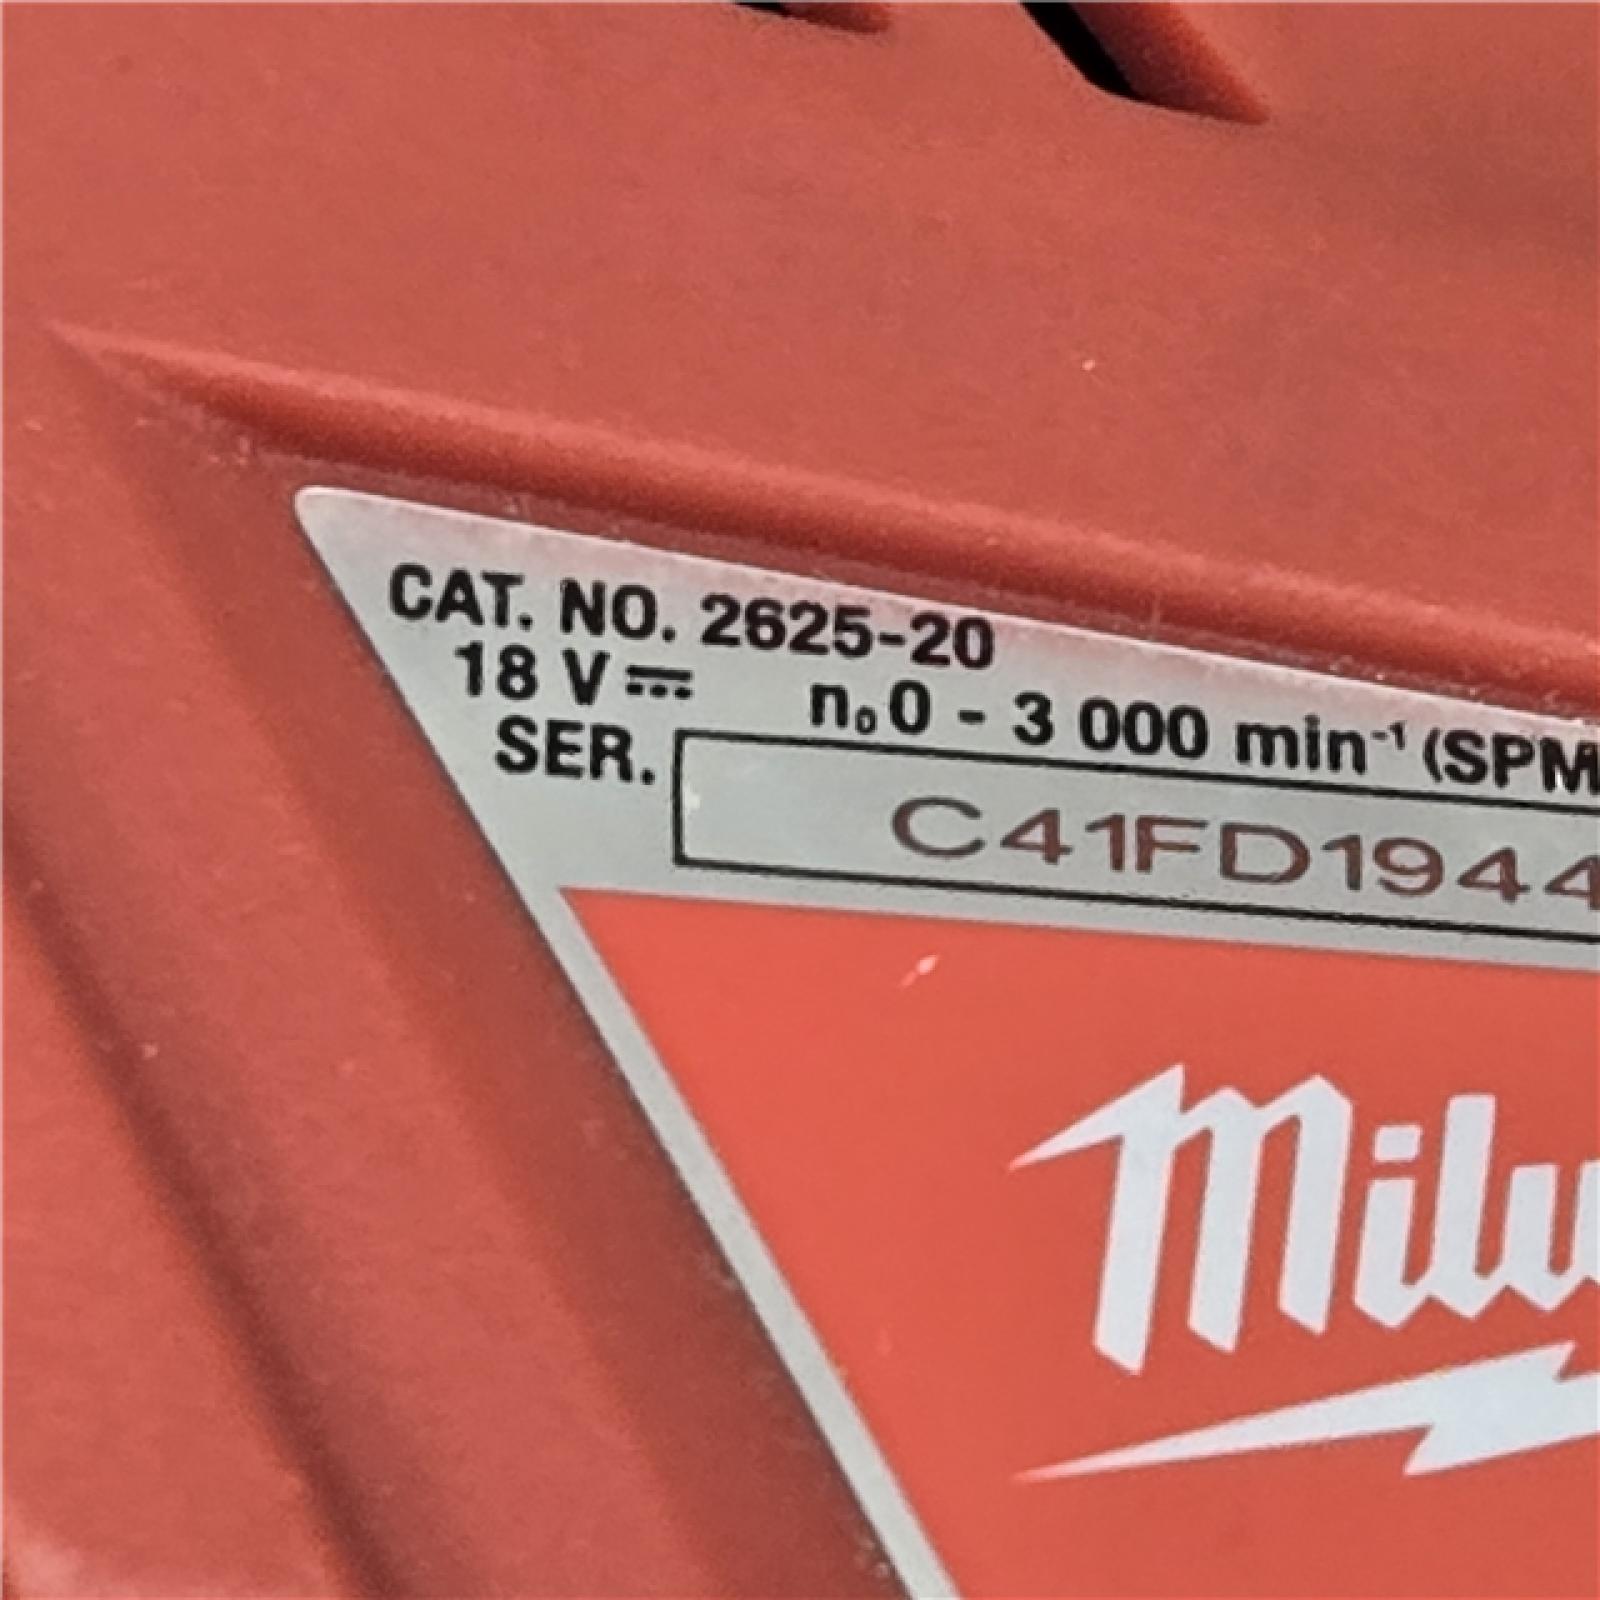 CAT. NO. 2625-20
18 V⎓ n₀0 - 3 000 min⁻¹ (SPM
SER. C41FD1944
Milw